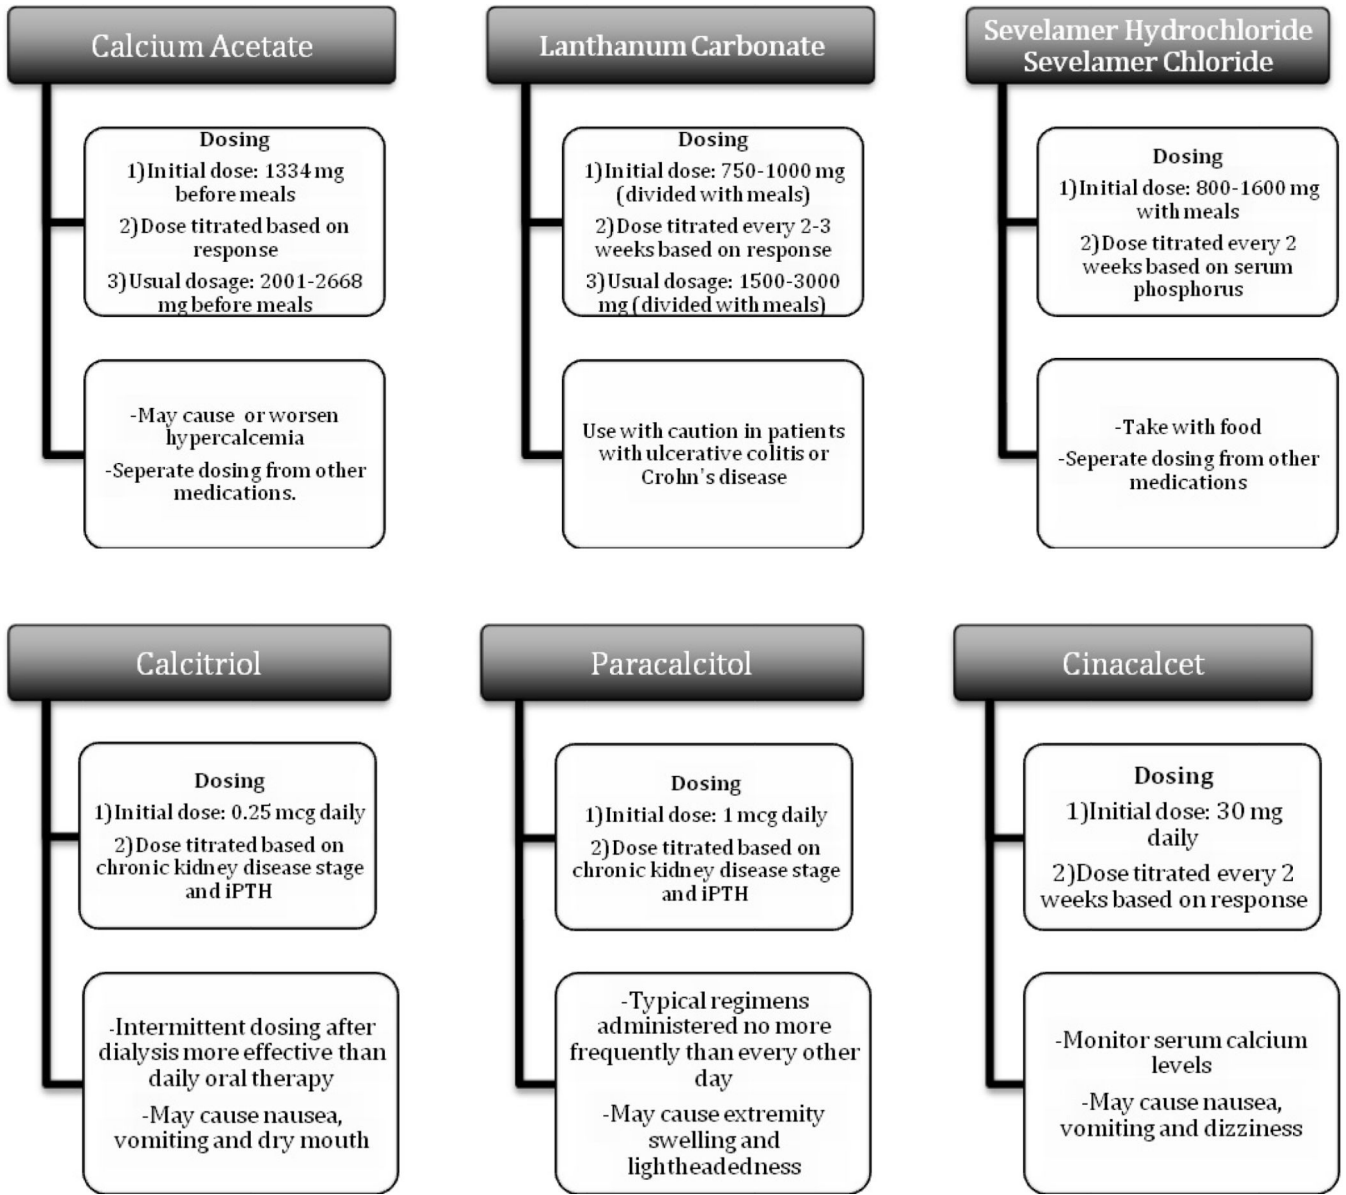 Calcium Acetate
Dosing
1)Initial dose: 1334 mg
before meals
2)Dose titrated based on
response
3)Usual dosage: 2001-2668
mg before meals
-May cause or worsen
hypercalcemia
-Seperate dosing from other
medications.
Lanthanum Carbonate
Dosing
1)Initial dose: 750-1000 mg
(divided with meals)
2)Dose titrated every 2-3
weeks based on response
3)Usual dosage: 1500-3000
mg (divided with meals)
Use with caution in patients
with ulcerative colitis or
Crohn's disease
Sevelamer Hydrochloride
Sevelamer Chloride
Dosing
1)Initial dose: 800-1600 mg
with meals
2)Dose titrated every 2
weeks based on serum
phosphorus
-Take with food
-Seperate dosing from other
medications
Calcitriol
Dosing
1)Initial dose: 0.25 mcg daily
2)Dose titrated based on
chronic kidney disease stage
and iPTH
-Intermittent dosing after
dialysis more effective than
daily oral therapy
-May cause nausea,
vomiting and dry mouth
Paracalcitol
Dosing
1)Initial dose: 1 mcg daily
2)Dose titrated based on
chronic kidney disease stage
and iPTH
-Typical regimens
administered no more
frequently than every other
day
-May cause extremity
swelling and
lightheadedness
Cinacalcet
Dosing
1)Initial dose: 30 mg
daily
2)Dose titrated every 2
weeks based on response
-Monitor serum calcium
levels
-May cause nausea,
vomiting and dizziness